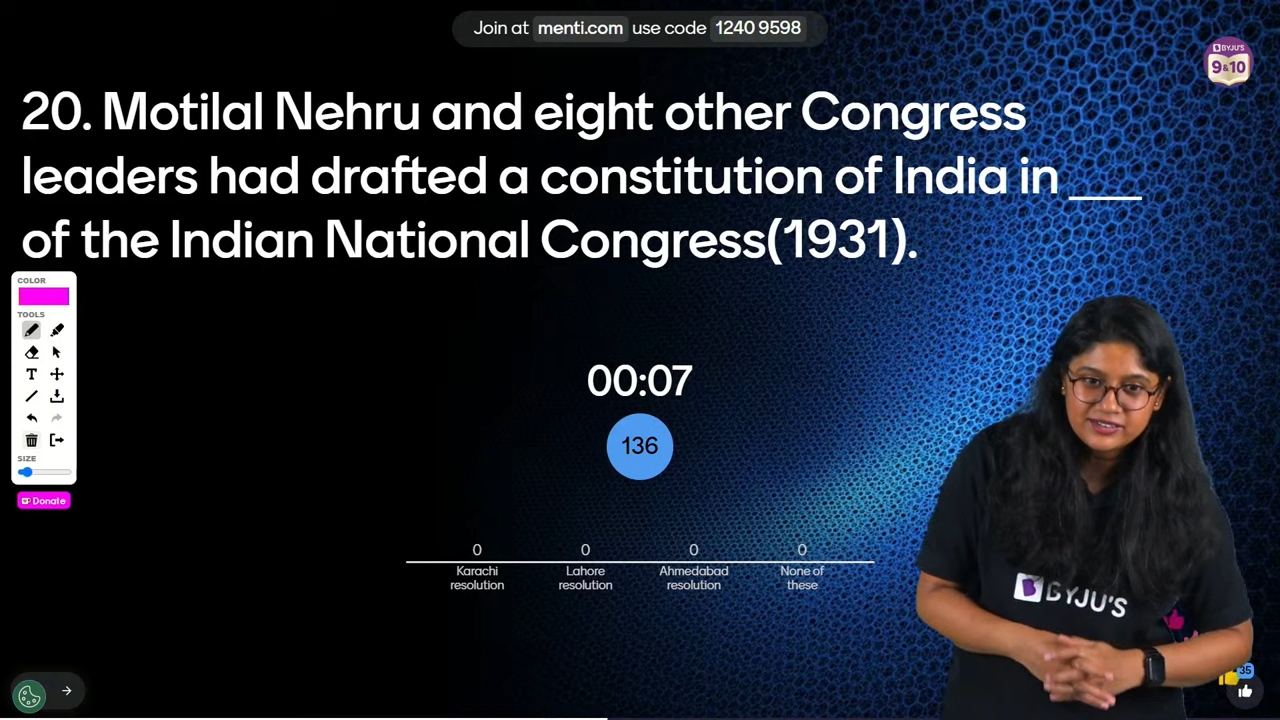 Join at menti.com use code 1240 9598
BYJU'S
9&10
20. Motilal Nehru and eight other Congress
leaders had drafted a constitution of India in ____
of the Indian National Congress(1931).
COLOR
TOOLS
T
SIZE
Donate
00:07
136
0 0 0 0
Karachi resolution
Lahore resolution
Ahmedabad resolution
None of these
BYJU'S
35